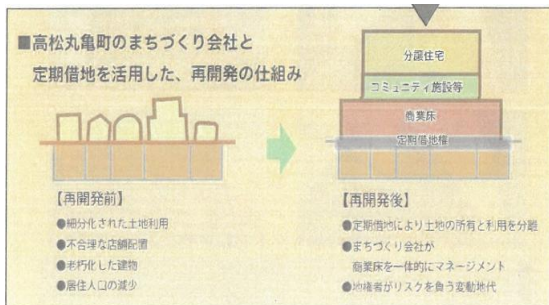 ■高松丸亀町のまちづくり会社と
定期借地を活用した、再開発の仕組み
分譲住宅
コミュニティ施設等
商業床
定期借地権
【再開発前】
●細分化された土地利用
●不合理な店舗配置
●老朽化した建物
●居住人口の減少
【再開発後】
●定期借地により土地の所有と利用を分離
●まちづくり会社が
商業床を一体的にマネージメント
●地権者がリスクを負う変動地代